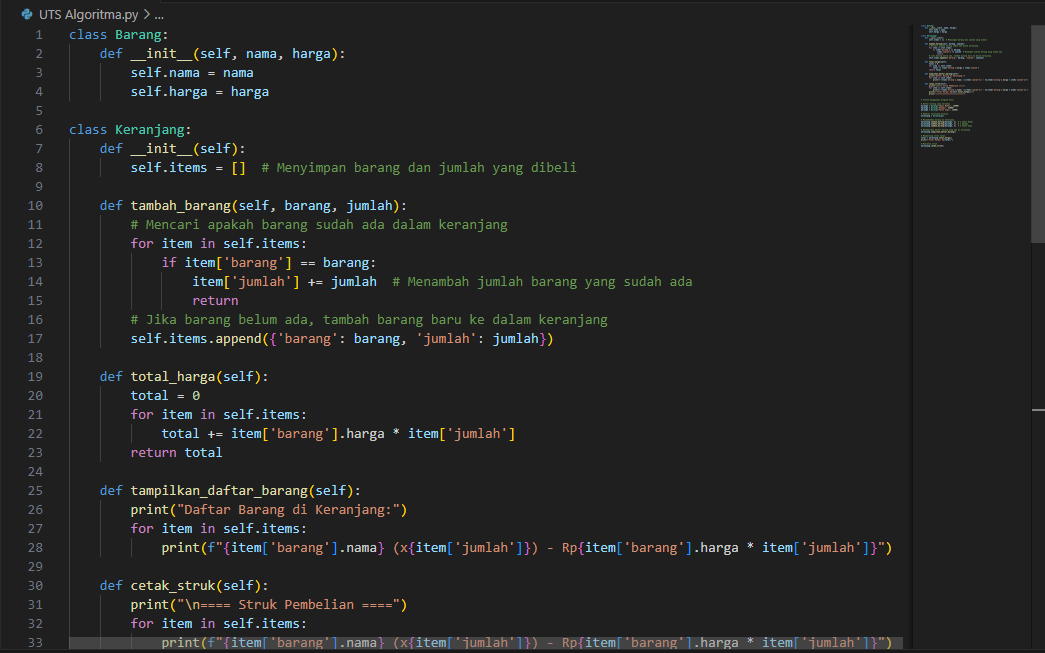 UTS Algoritma.py > ...
1 class Barang:
2     def __init__(self, nama, harga):
3         self.nama = nama
4         self.harga = harga
5
6 class Keranjang:
7     def __init__(self):
8         self.items = []  # Menyimpan barang dan jumlah yang dibeli
9
10     def tambah_barang(self, barang, jumlah):
11         # Mencari apakah barang sudah ada dalam keranjang
12         for item in self.items:
13             if item['barang'] == barang:
14                 item['jumlah'] += jumlah  # Menambah jumlah barang yang sudah ada
15                 return
16         # Jika barang belum ada, tambah barang baru ke dalam keranjang
17         self.items.append({'barang': barang, 'jumlah': jumlah})
18
19     def total_harga(self):
20         total = 0
21         for item in self.items:
22             total += item['barang'].harga * item['jumlah']
23         return total
24
25     def tampilkan_daftar_barang(self):
26         print("Daftar Barang di Keranjang:")
27         for item in self.items:
28             print(f"{item['barang'].nama} (x{item['jumlah']}) - Rp{item['barang'].harga * item['jumlah']}")
29
30     def cetak_struk(self):
31         print("\n==== Struk Pembelian ====")
32         for item in self.items:
33             print(f"{item['barang'].nama} (x{item['jumlah']}) - Rp{item['barang'].harga * item['jumlah']}")